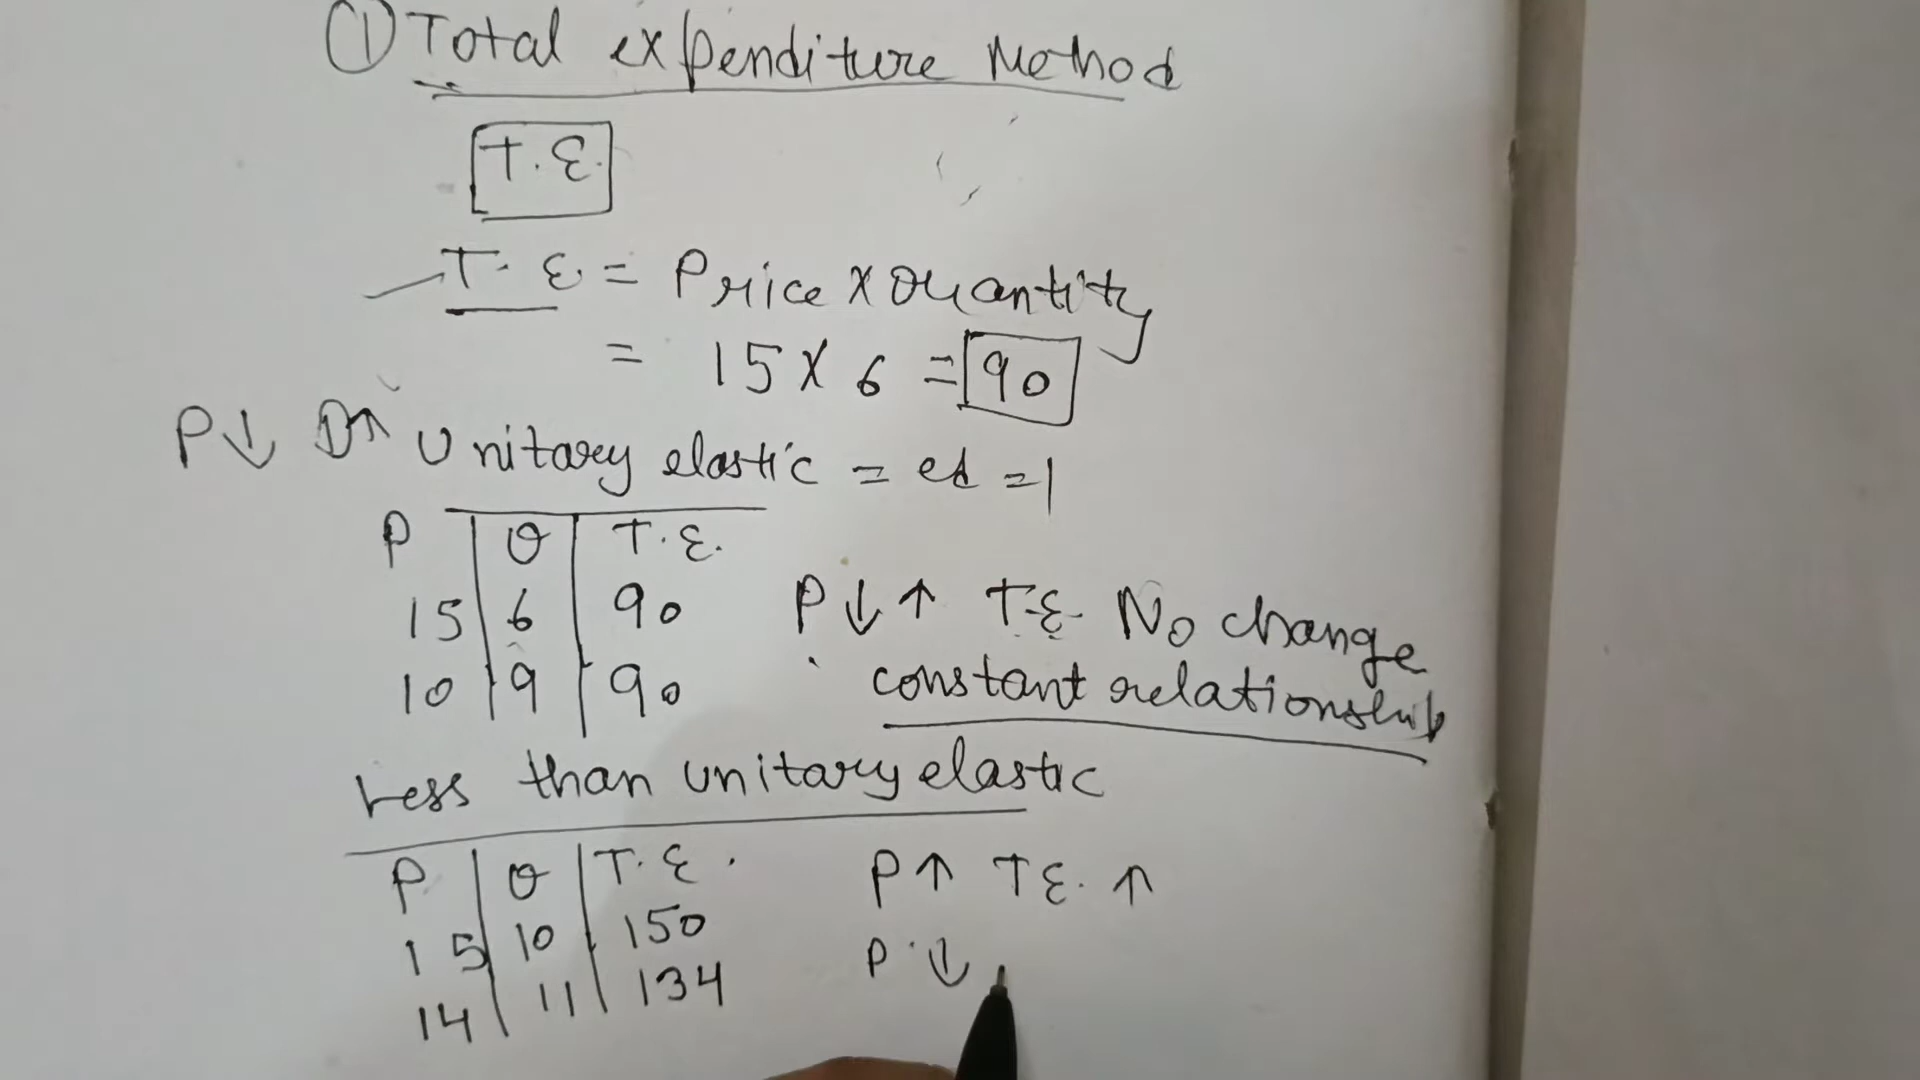 ① Total expenditure Method
T.E.
T.E. = Price x Quantity
= 15 x 6 = 90
P↓ D↑ Unitary elastic = ed = 1
P Q T.E.
15 6 90 P↓↑ T.E. No change
10 9 90 constant relationship
Less than unitary elastic
P Q T.E. P↑ T.E. ↑
15 10 150 P↓
14 11 134